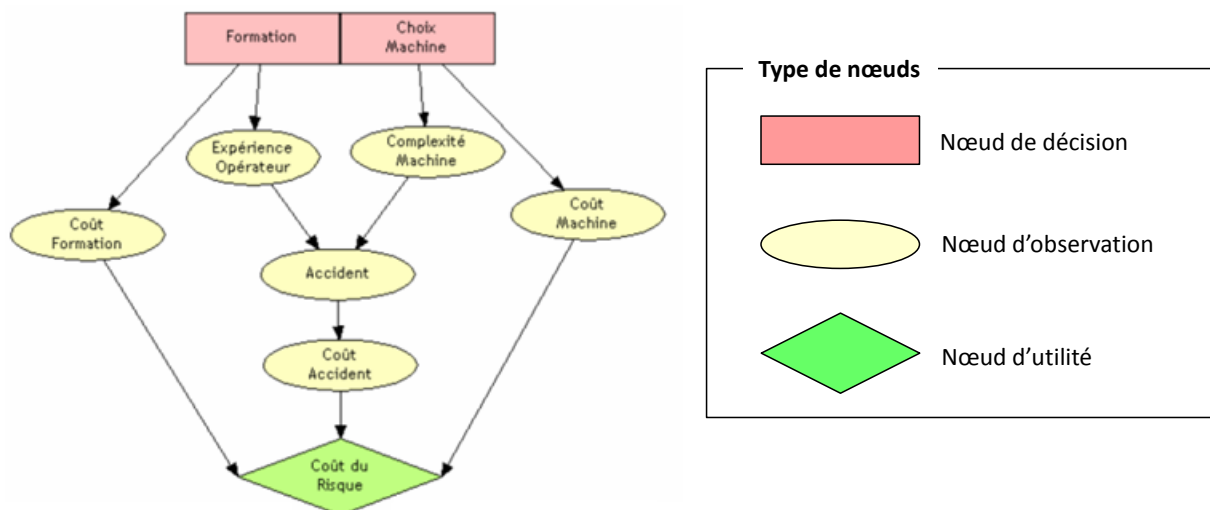 Formation
Choix
Machine
Expérience
Opérateur
Complexité
Machine
Coût
Formation
Coût
Machine
Accident
Coût
Accident
Coût du
Risque
Type de nœuds
Nœud de décision
Nœud d’observation
Nœud d’utilité